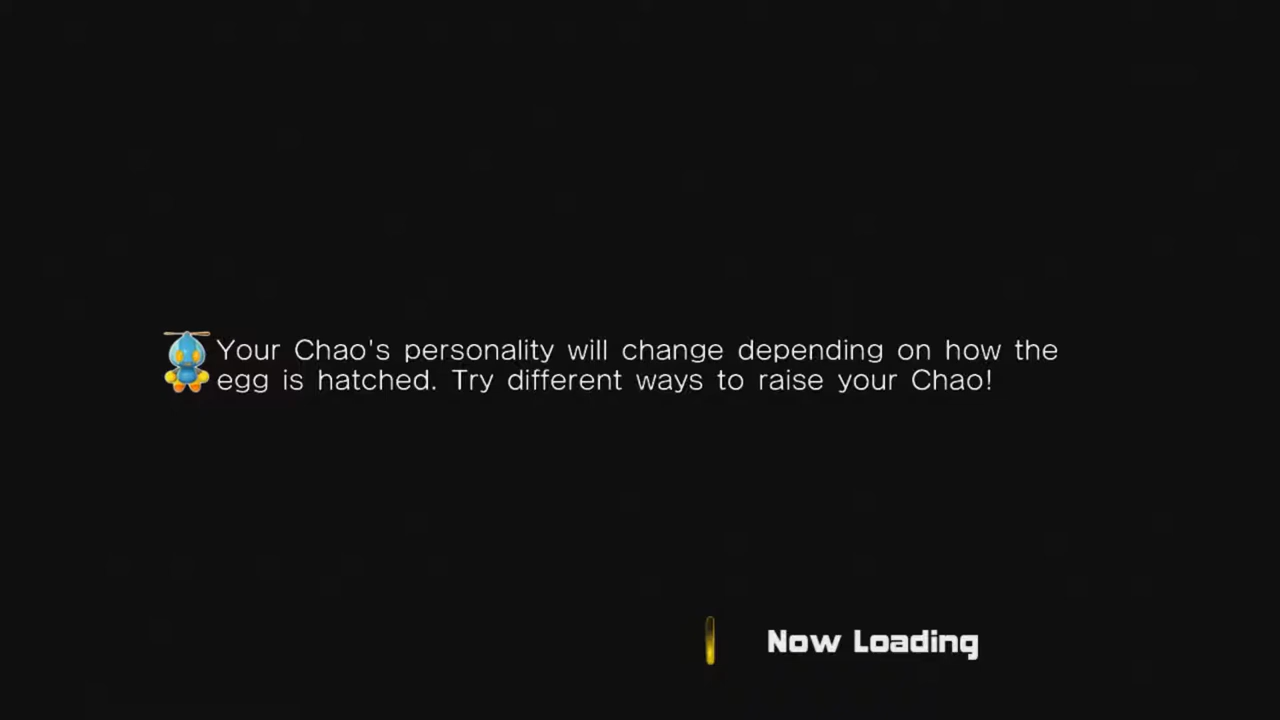 Your Chao's personality will change depending on how the
egg is hatched. Try different ways to raise your Chao!
Now Loading